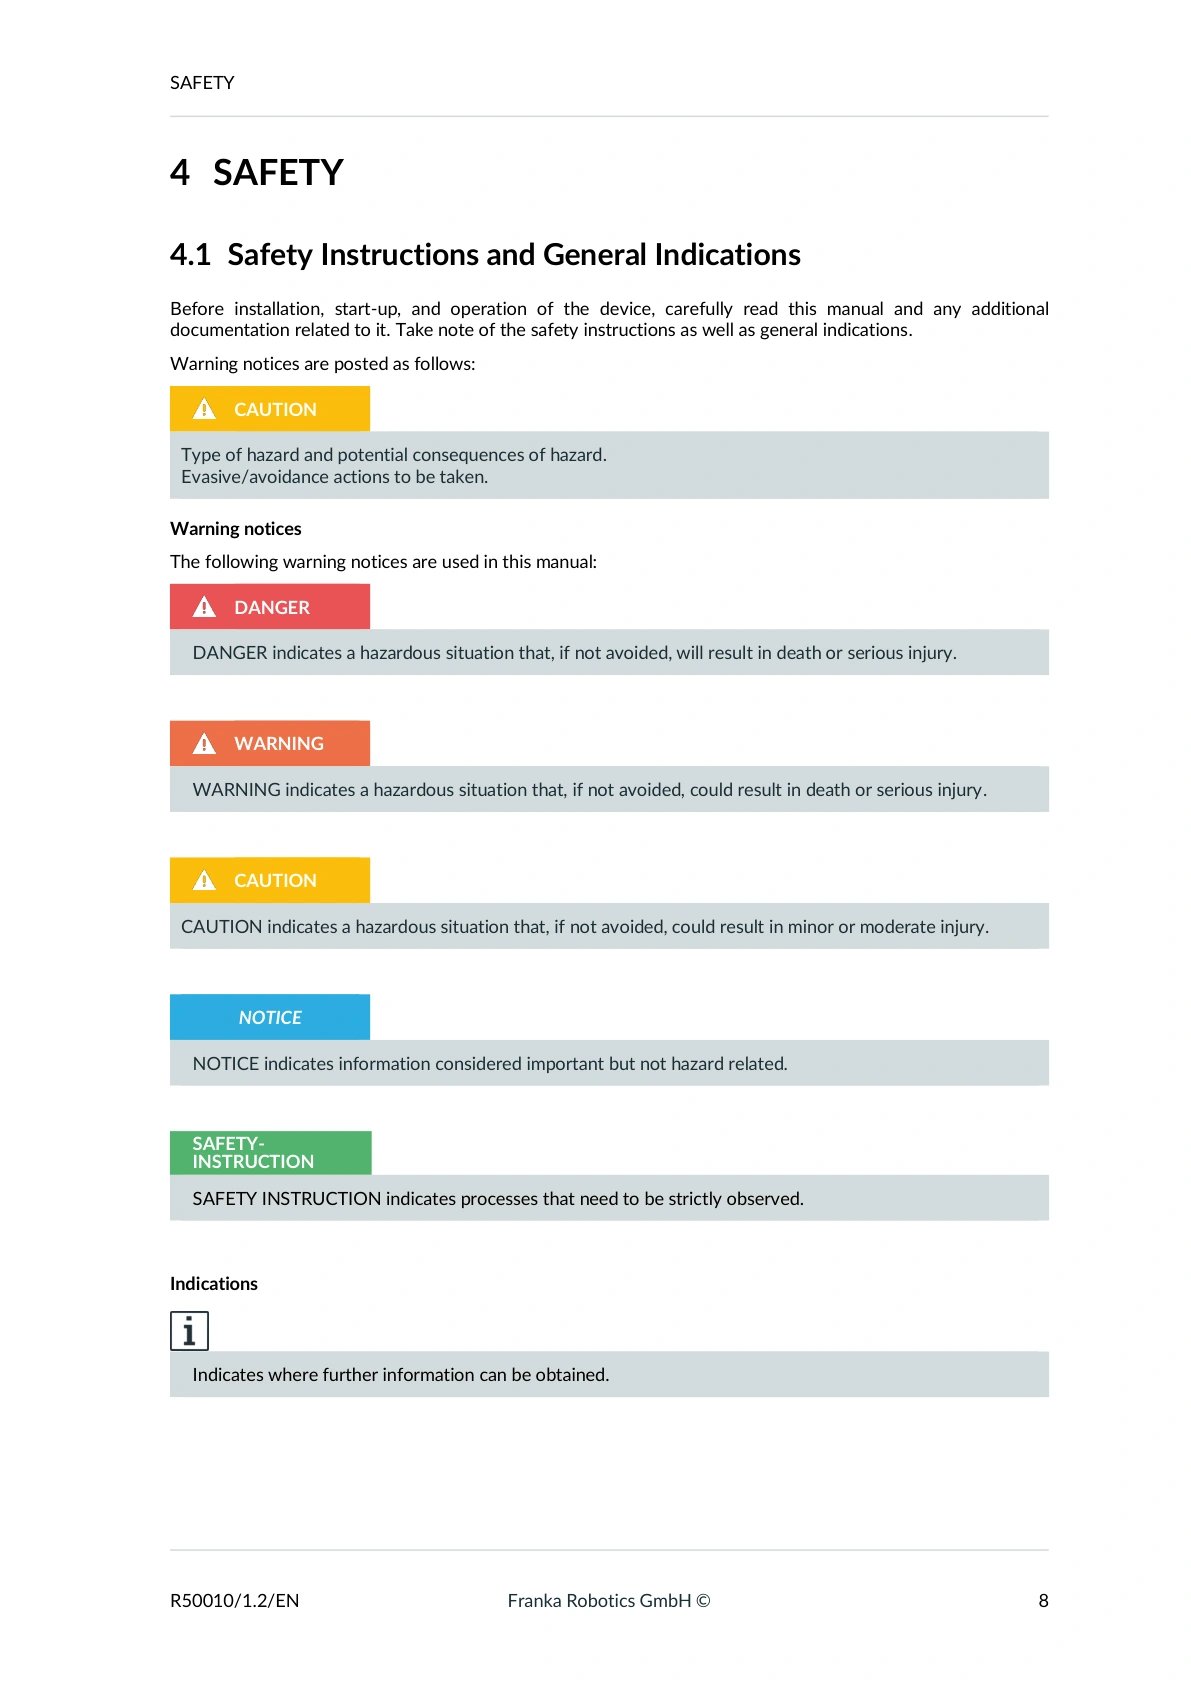 SAFETY
4 SAFETY
4.1 Safety Instructions and General Indications
Before installation, start-up, and operation of the device, carefully read this manual and any additional
documentation related to it. Take note of the safety instructions as well as general indications.
Warning notices are posted as follows:
CAUTION
Type of hazard and potential consequences of hazard.
Evasive/avoidance actions to be taken.
Warning notices
The following warning notices are used in this manual:
DANGER
DANGER indicates a hazardous situation that, if not avoided, will result in death or serious injury.
WARNING
WARNING indicates a hazardous situation that, if not avoided, could result in death or serious injury.
CAUTION
CAUTION indicates a hazardous situation that, if not avoided, could result in minor or moderate injury.
NOTICE
NOTICE indicates information considered important but not hazard related.
SAFETY-
INSTRUCTION
SAFETY INSTRUCTION indicates processes that need to be strictly observed.
Indications
i
Indicates where further information can be obtained.
R50010/1.2/EN Franka Robotics GmbH © 8